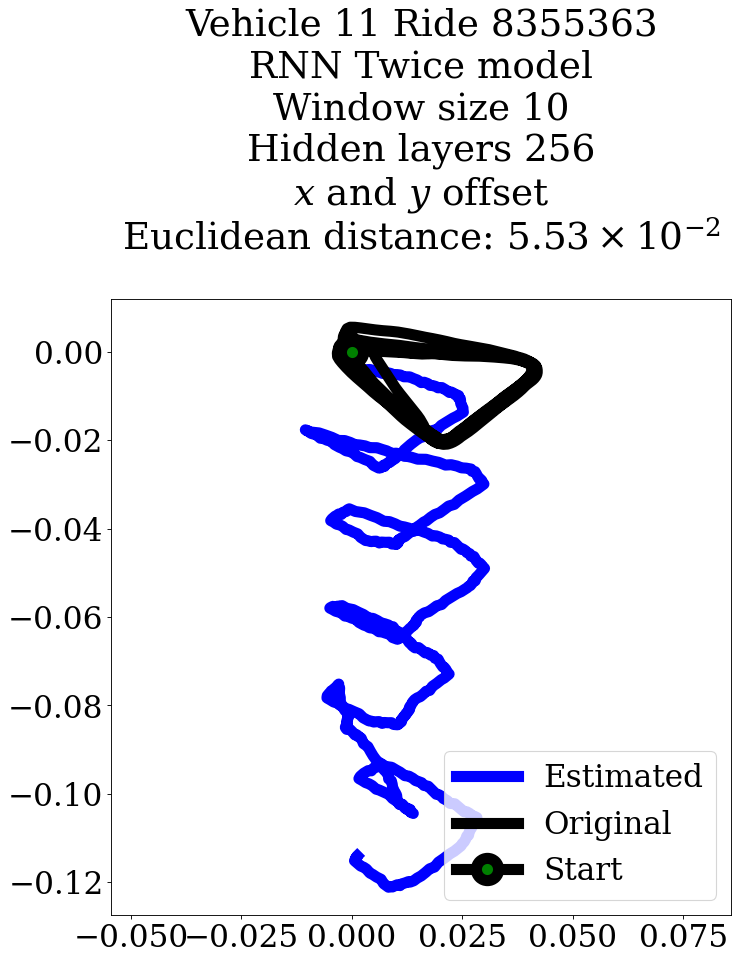 Vehicle 11 Ride 8355363
RNN Twice model
Window size 10
Hidden layers 256
x and y offset
Euclidean distance: 5.53 × 10⁻²
0.00
−0.02
−0.04
−0.06
−0.08
−0.10
−0.12
Estimated
Original
Start
−0.050 −0.025 0.000 0.025 0.050 0.075